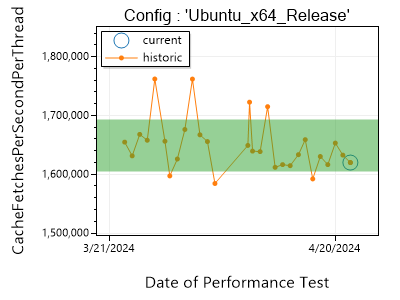 Config : 'Ubuntu_x64_Release'
CacheFetchesPerSecondPerThread
1,800,000
1,700,000
1,600,000
1,500,000
current
historic
3/21/2024
4/20/2024
Date of Performance Test